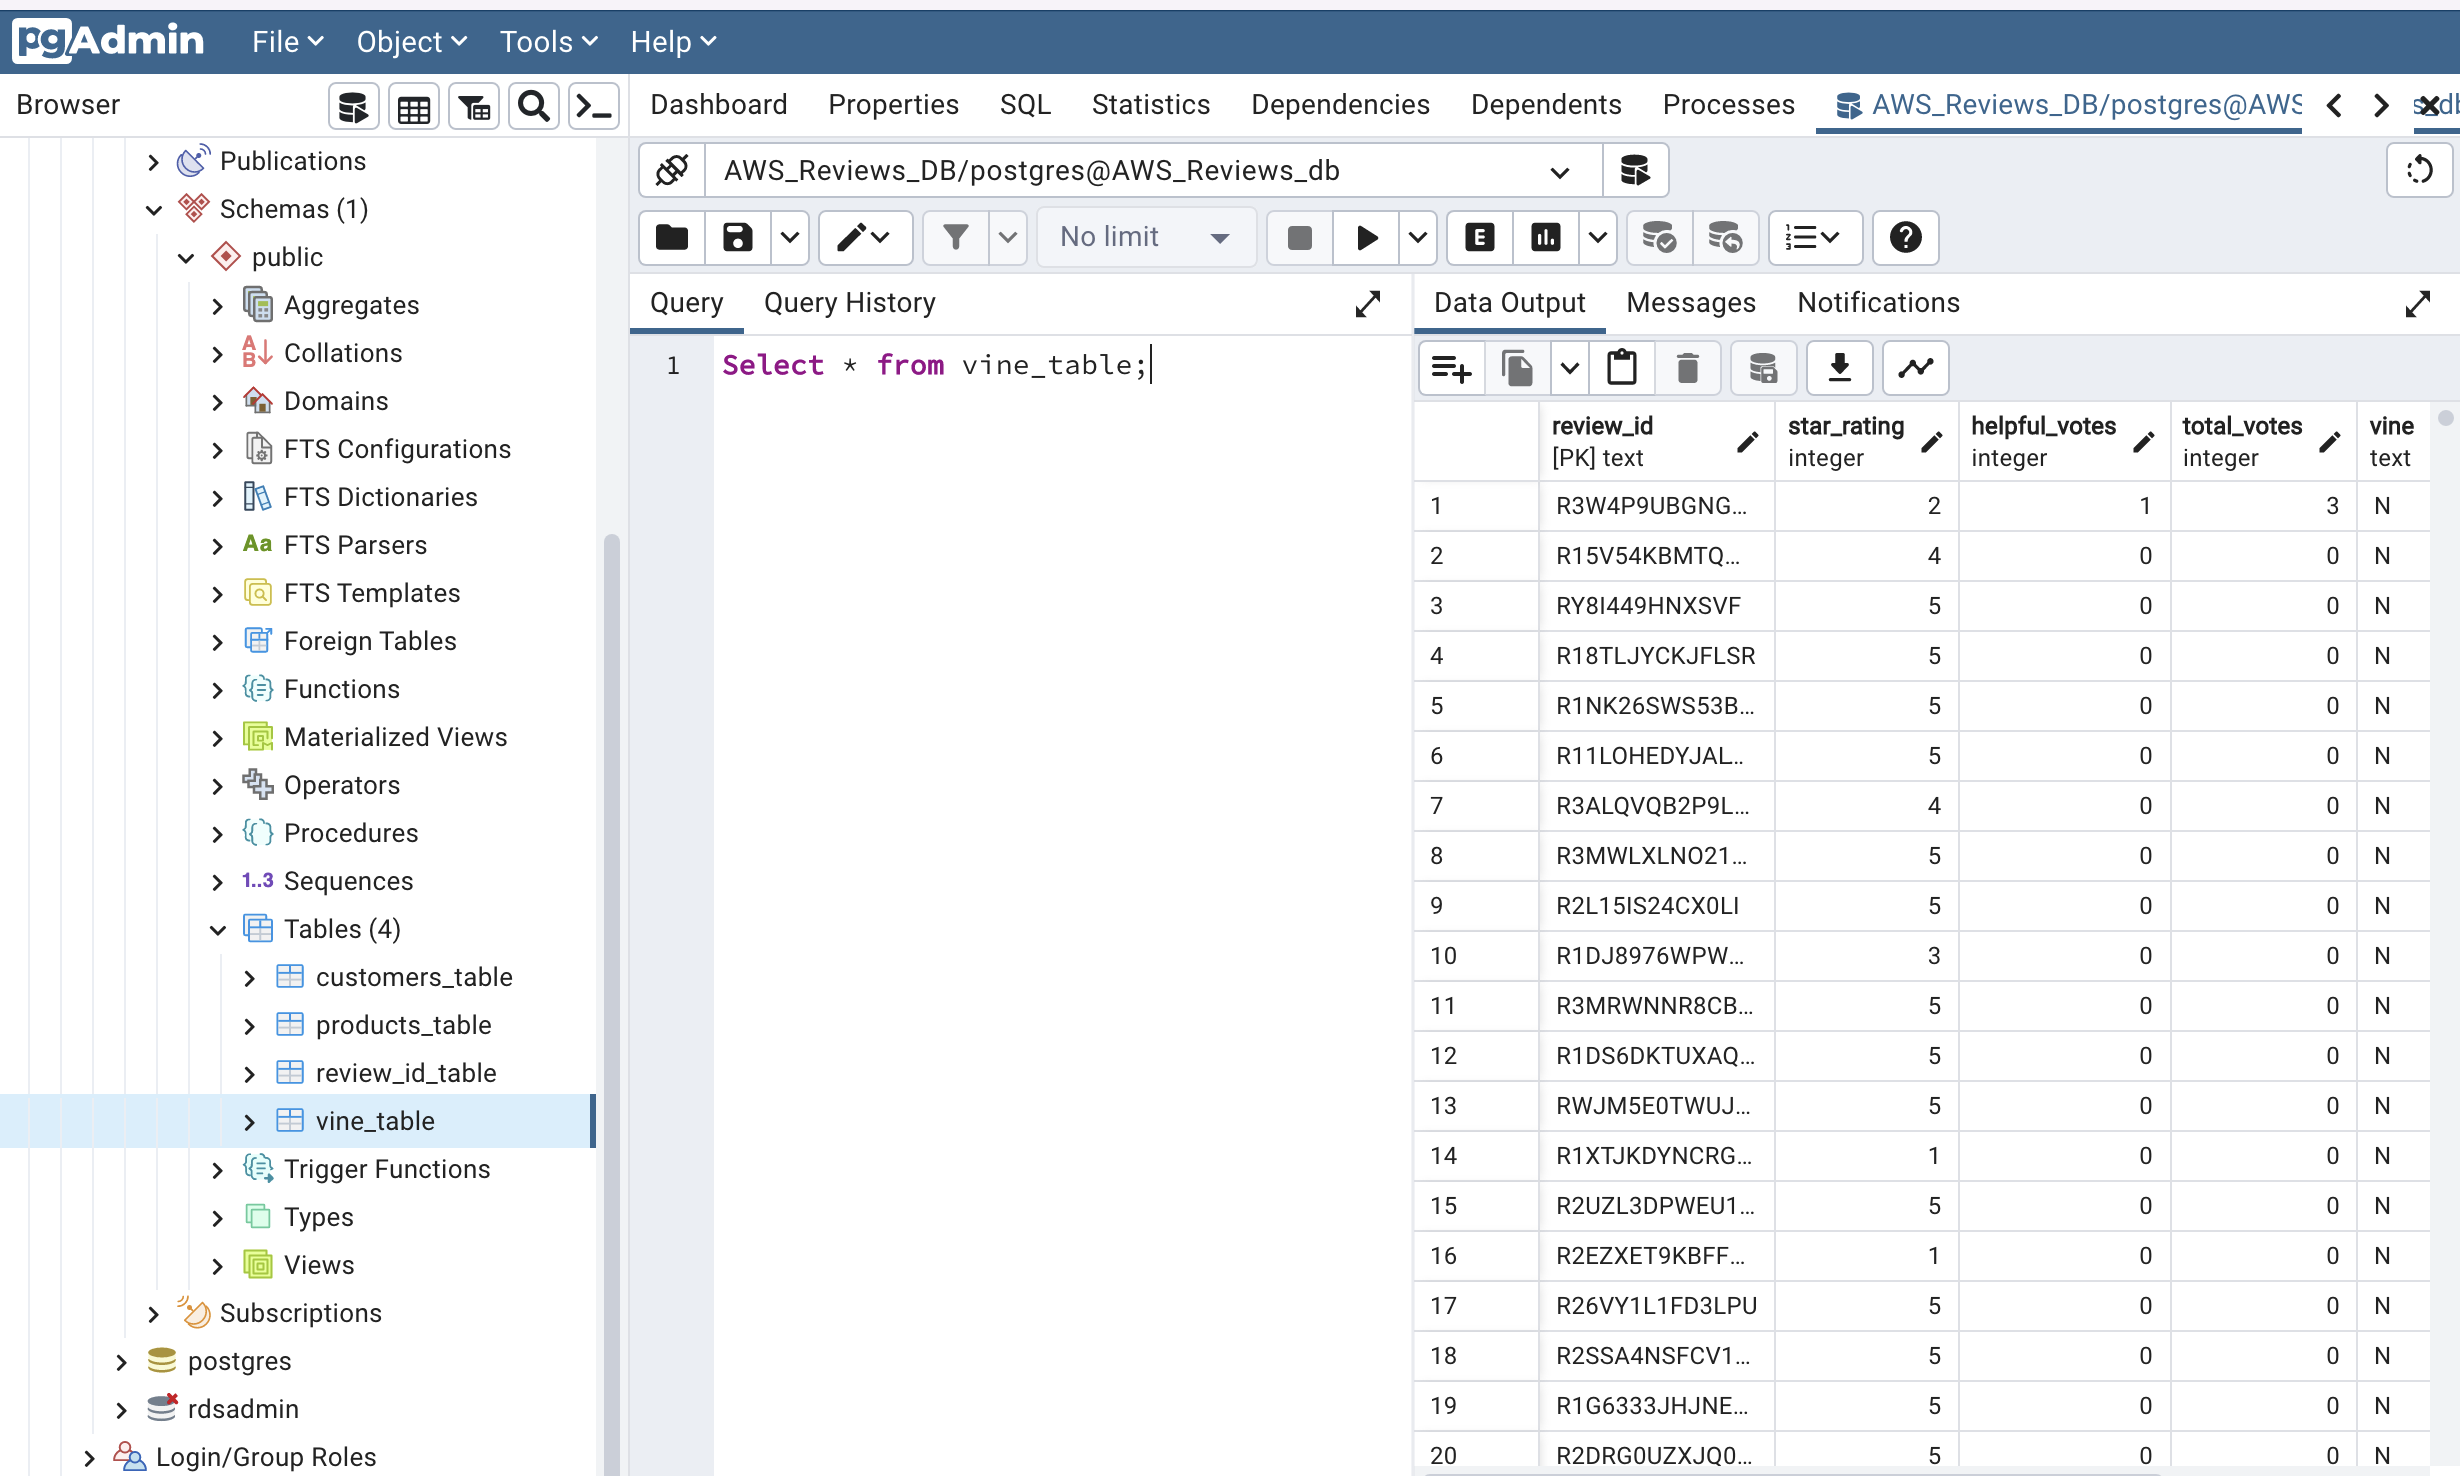 pgAdmin File Object Tools Help
Browser
Dashboard Properties SQL Statistics Dependencies Dependents Processes AWS_Reviews_DB/postgres@AWS
AWS_Reviews_DB/postgres@AWS_Reviews_db
No limit
Publications
Schemas (1)
public
Aggregates
Collations
Domains
FTS Configurations
FTS Dictionaries
Aa FTS Parsers
FTS Templates
Foreign Tables
Functions
Materialized Views
Operators
Procedures
1..3 Sequences
Tables (4)
customers_table
products_table
review_id_table
vine_table
Trigger Functions
Types
Views
Subscriptions
postgres
rdsadmin
Login/Group Roles
Query Query History
1 Select * from vine_table;
Data Output Messages Notifications
review_id star_rating helpful_votes total_votes vine
[PK] text integer integer integer text
1 R3W4P9UBGNG... 2 1 3 N
2 R15V54KBMTQ... 4 0 0 N
3 RY8I449HNXSVF 5 0 0 N
4 R18TLJYCKJFLSR 5 0 0 N
5 R1NK26SWS53B... 5 0 0 N
6 R11LOHEDYJAL... 5 0 0 N
7 R3ALQVQB2P9L... 4 0 0 N
8 R3MWLXLNO21... 5 0 0 N
9 R2L15IS24CX0LI 5 0 0 N
10 R1DJ8976WPW... 3 0 0 N
11 R3MRWNNR8CB... 5 0 0 N
12 R1DS6DKTUXAQ... 5 0 0 N
13 RWJM5E0TWUJ... 5 0 0 N
14 R1XTJKDYNCRG... 1 0 0 N
15 R2UZL3DPWEU1... 5 0 0 N
16 R2EZXET9KBFF... 1 0 0 N
17 R26VY1L1FD3LPU 5 0 0 N
18 R2SSA4NSFCV1... 5 0 0 N
19 R1G6333JHJNE... 5 0 0 N
20 R2DRG0UZXJQ0... 5 0 0 N